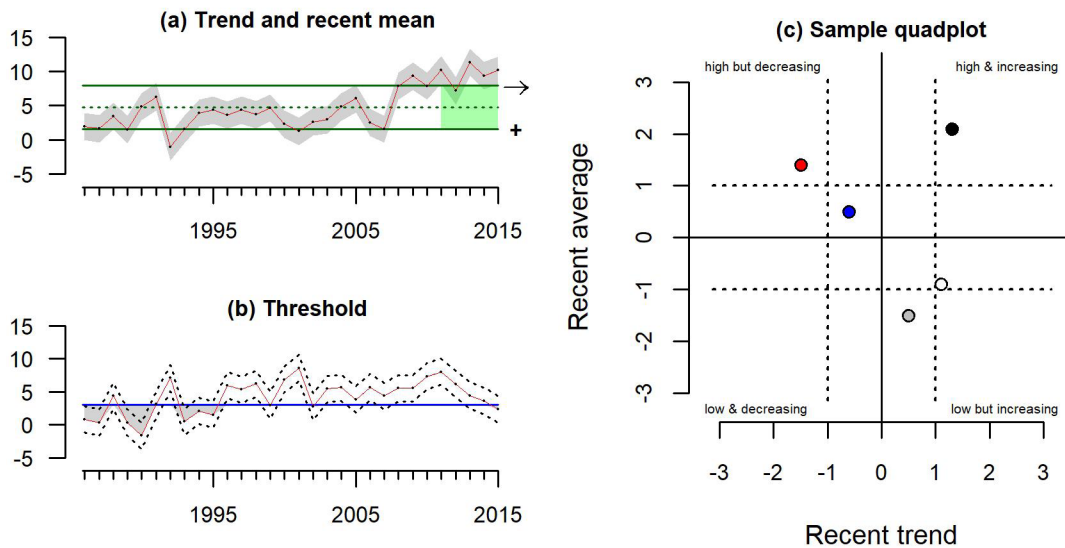 (a) Trend and recent mean
15
10
5
0
-5
+
1995
2005
2015
(b) Threshold
15
10
5
0
-5
1995
2005
2015
(c) Sample quadplot
high but decreasing
high & increasing
Recent average
3
2
1
0
-1
-2
-3
low & decreasing
low but increasing
-3 -2 -1 0 1 2 3
Recent trend